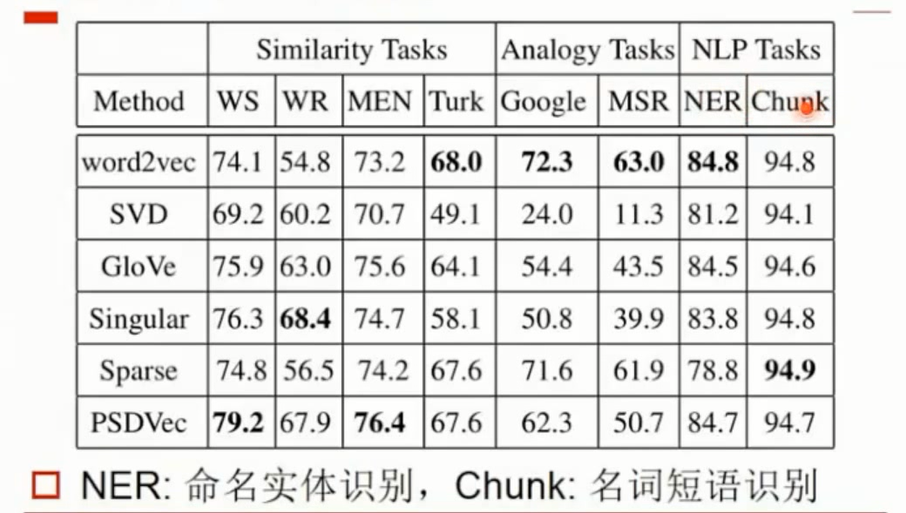 Similarity Tasks Analogy Tasks NLP Tasks
Method WS WR MEN Turk Google MSR NER Chunk
word2vec 74.1 54.8 73.2 68.0 72.3 63.0 84.8 94.8
SVD 69.2 60.2 70.7 49.1 24.0 11.3 81.2 94.1
GloVe 75.9 63.0 75.6 64.1 54.4 43.5 84.5 94.6
Singular 76.3 68.4 74.7 58.1 50.8 39.9 83.8 94.8
Sparse 74.8 56.5 74.2 67.6 71.6 61.9 78.8 94.9
PSDVec 79.2 67.9 76.4 67.6 62.3 50.7 84.7 94.7
NER: 命名实体识别，Chunk: 名词短语识别